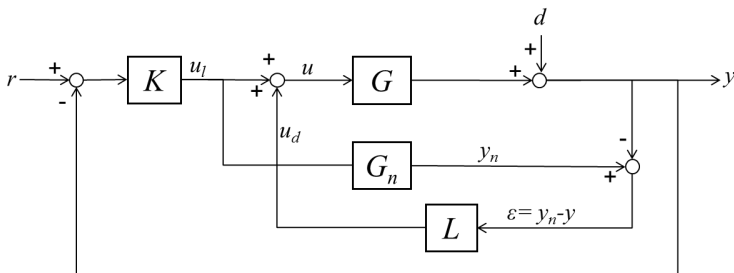 d
+
+ K u_l + u G + y
r
-
+
u_d
-
G_n y_n +
L ε= y_n-y